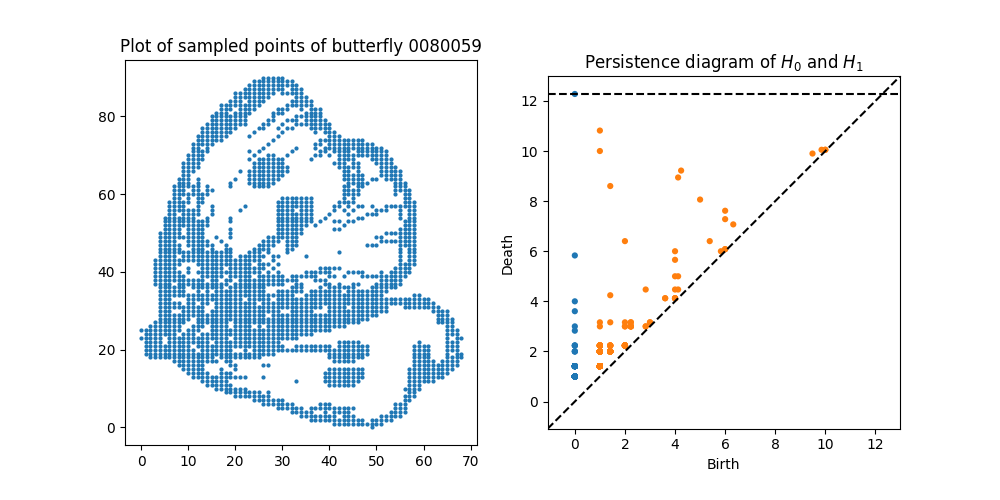 Plot of sampled points of butterfly 0080059
80
60
40
20
0
0 10 20 30 40 50 60 70
Persistence diagram of H₀ and H₁
12
10
8
6
4
2
0
Death
0 2 4 6 8 10 12
Birth